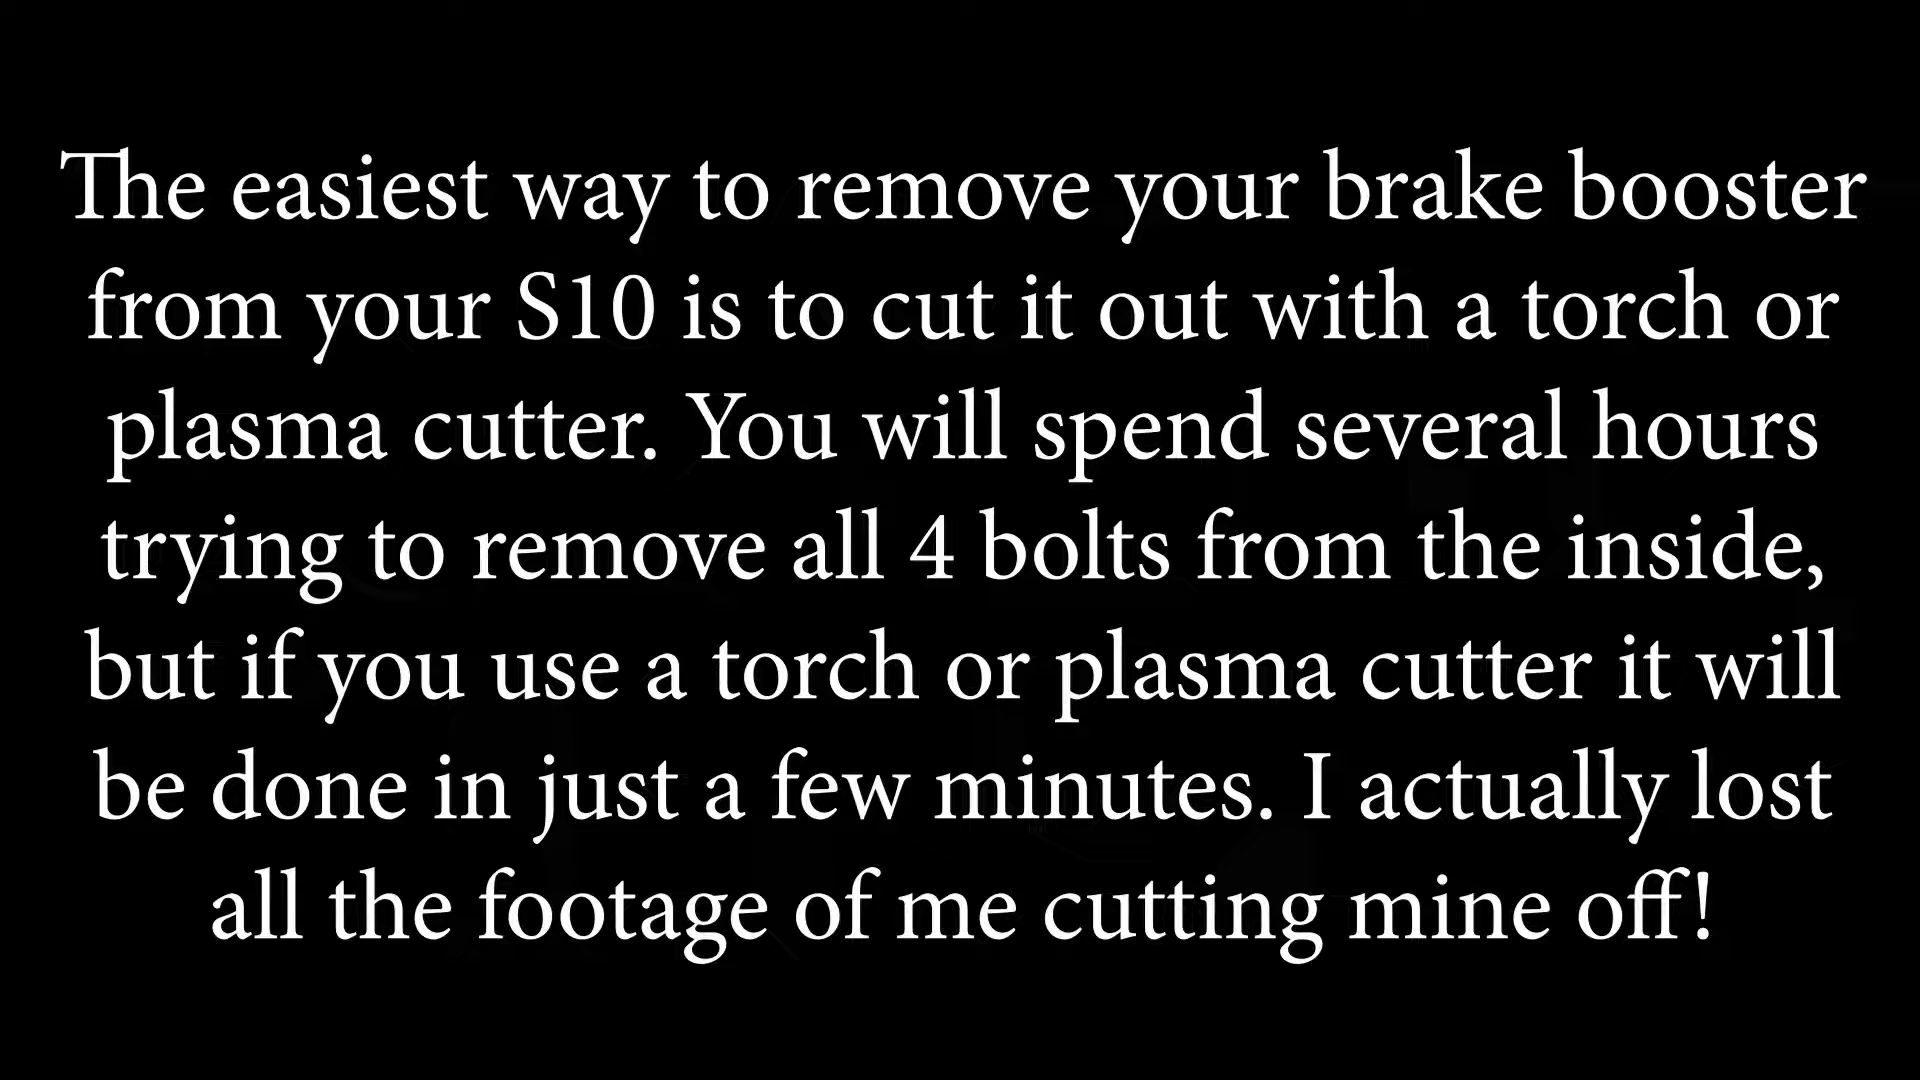 The easiest way to remove your brake booster
from your S10 is to cut it out with a torch or
plasma cutter. You will spend several hours
trying to remove all 4 bolts from the inside,
but if you use a torch or plasma cutter it will
be done in just a few minutes. I actually lost
all the footage of me cutting mine off!